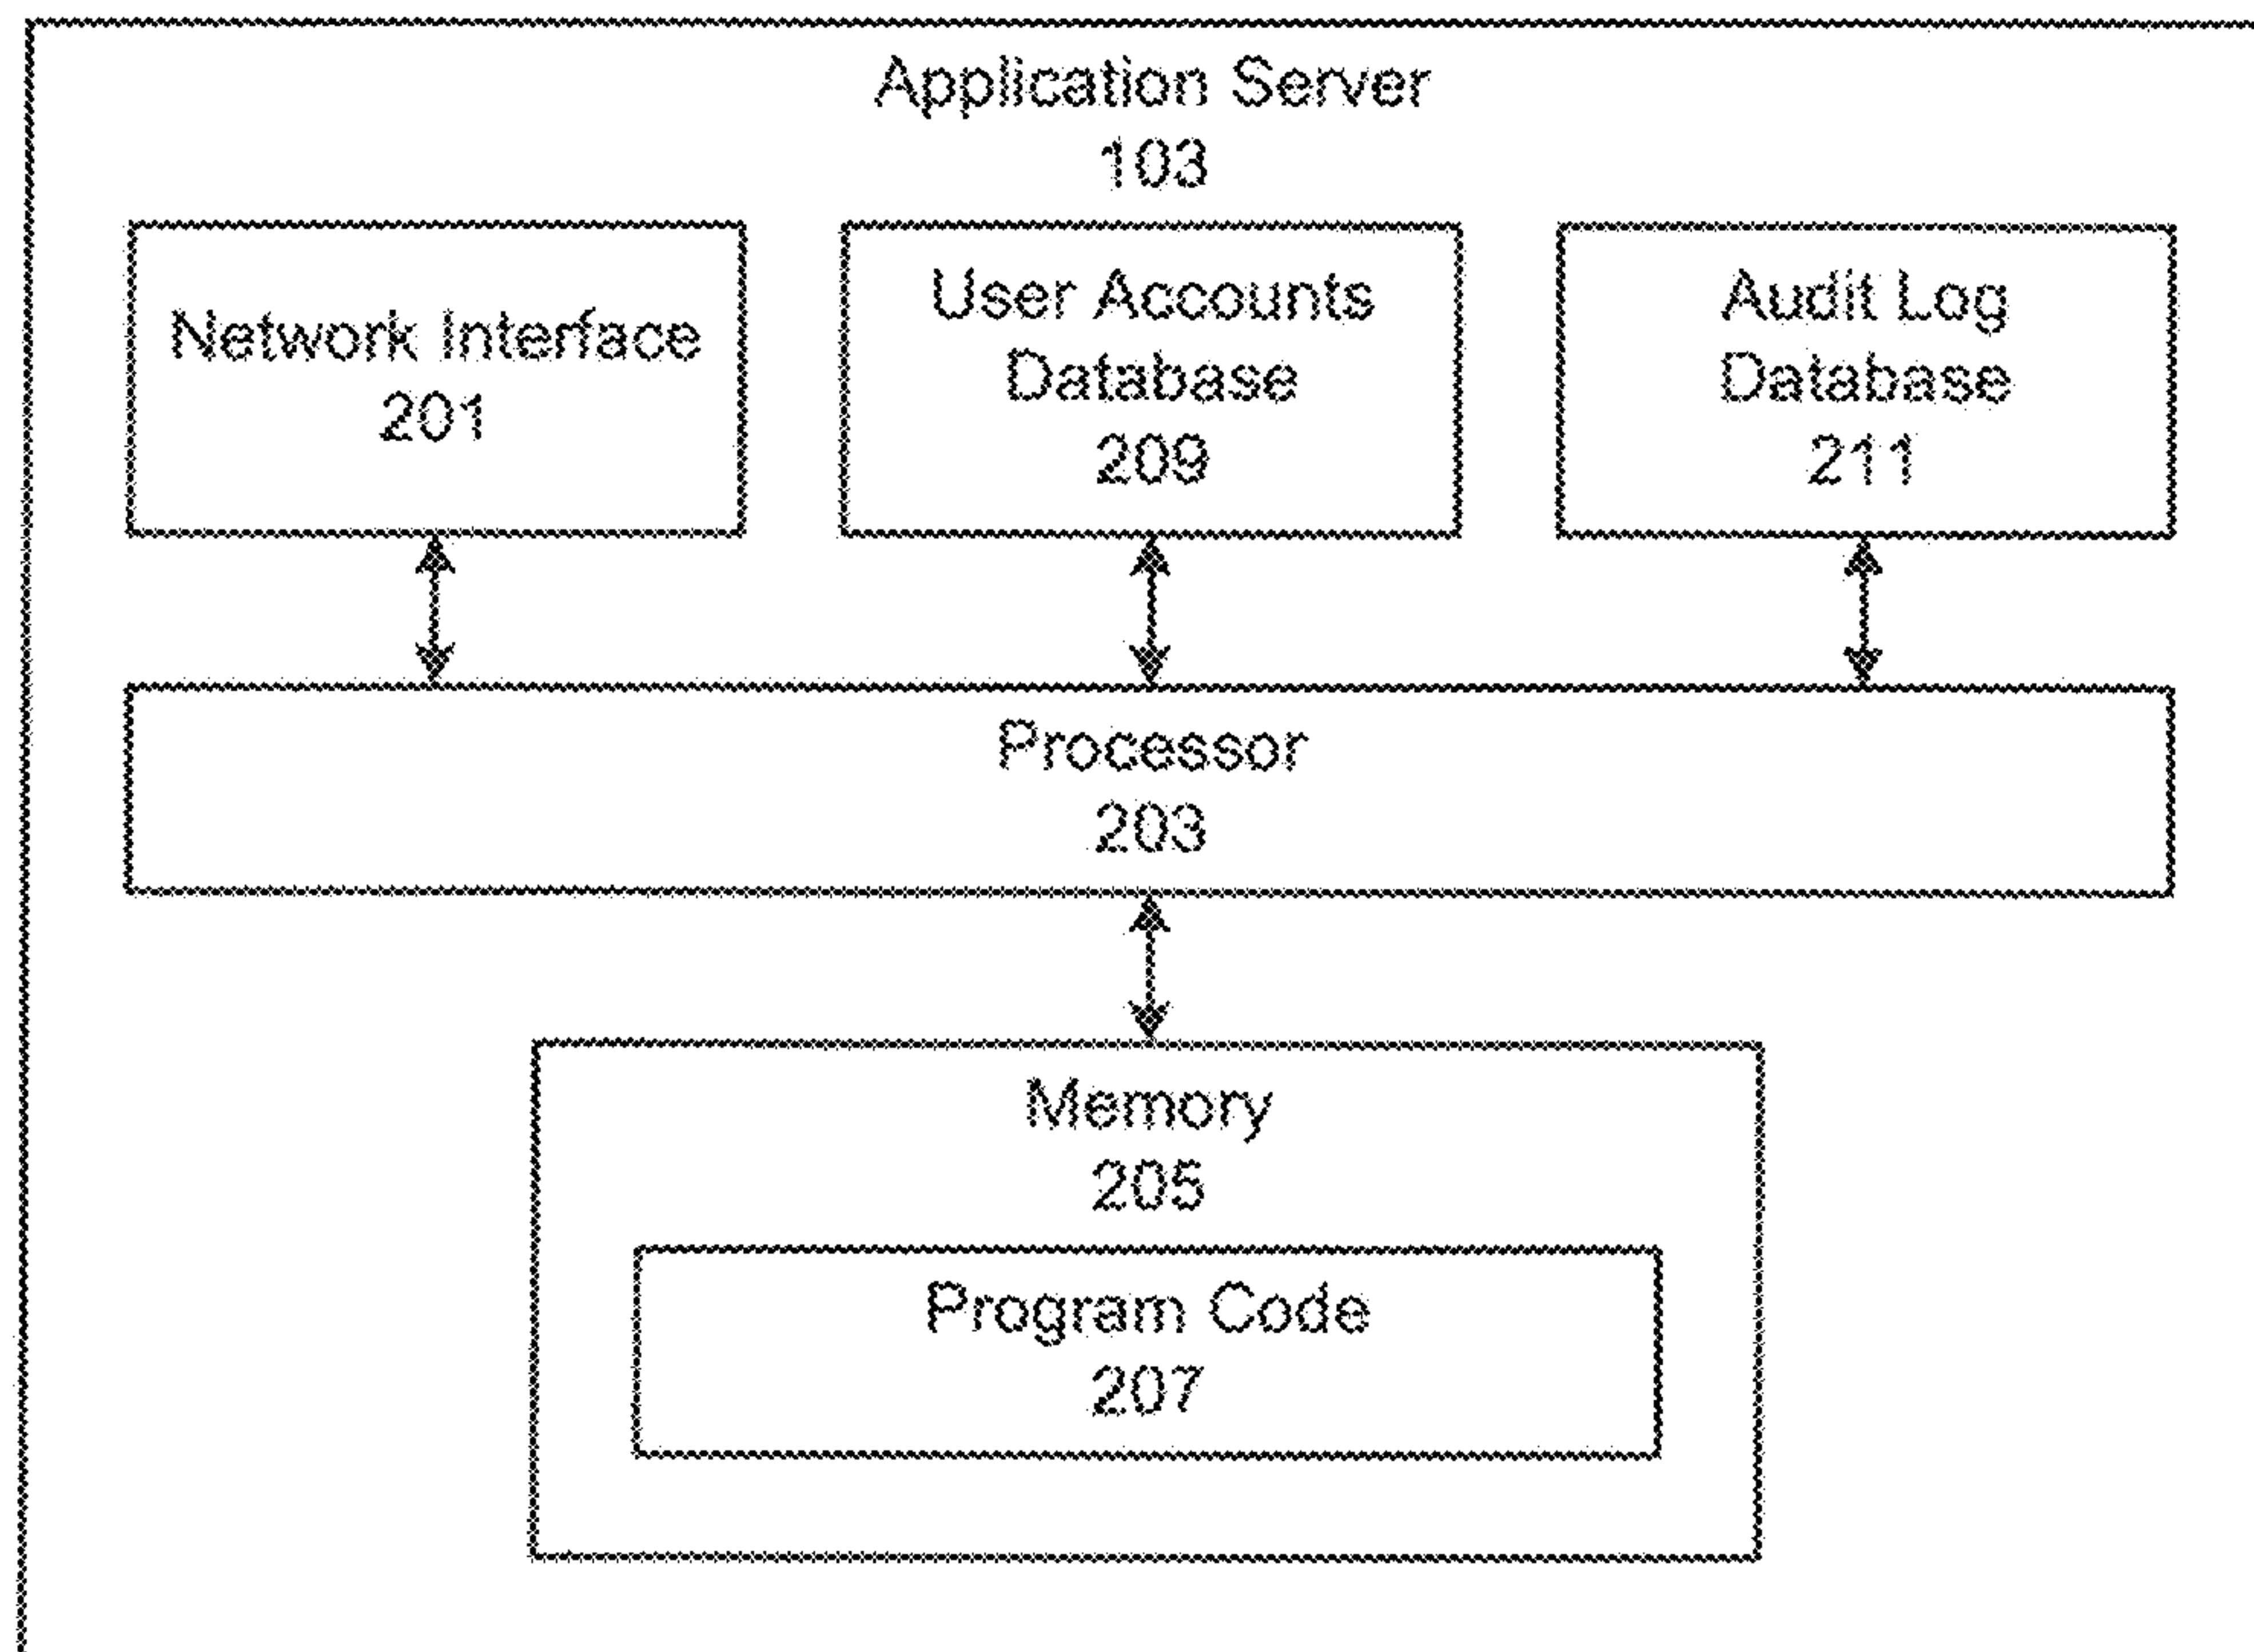 Application Server
103
Network Interface
201
User Accounts
Database
209
Audit Log
Database
211
Processor
203
Memory
205
Program Code
207